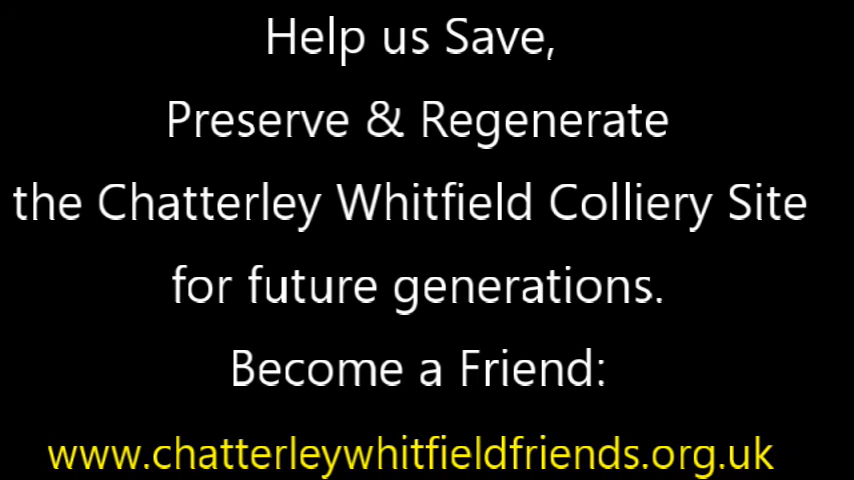 Help us Save,
Preserve & Regenerate
the Chatterley Whitfield Colliery Site
for future generations.
Become a Friend:
www.chatterleywhitfieldfriends.org.uk